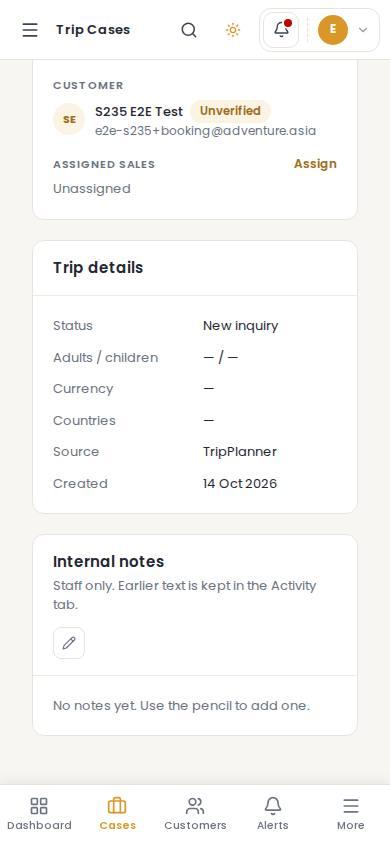 Trip Cases
E
CUSTOMER
SE
S235 E2E Test Unverified
e2e-s235+booking@adventure.asia
ASSIGNED SALES Assign
Unassigned
Trip details
Status New inquiry
Adults / children — / —
Currency —
Countries —
Source TripPlanner
Created 14 Oct 2026
Internal notes
Staff only. Earlier text is kept in the Activity
tab.
No notes yet. Use the pencil to add one.
Dashboard Cases Customers Alerts More